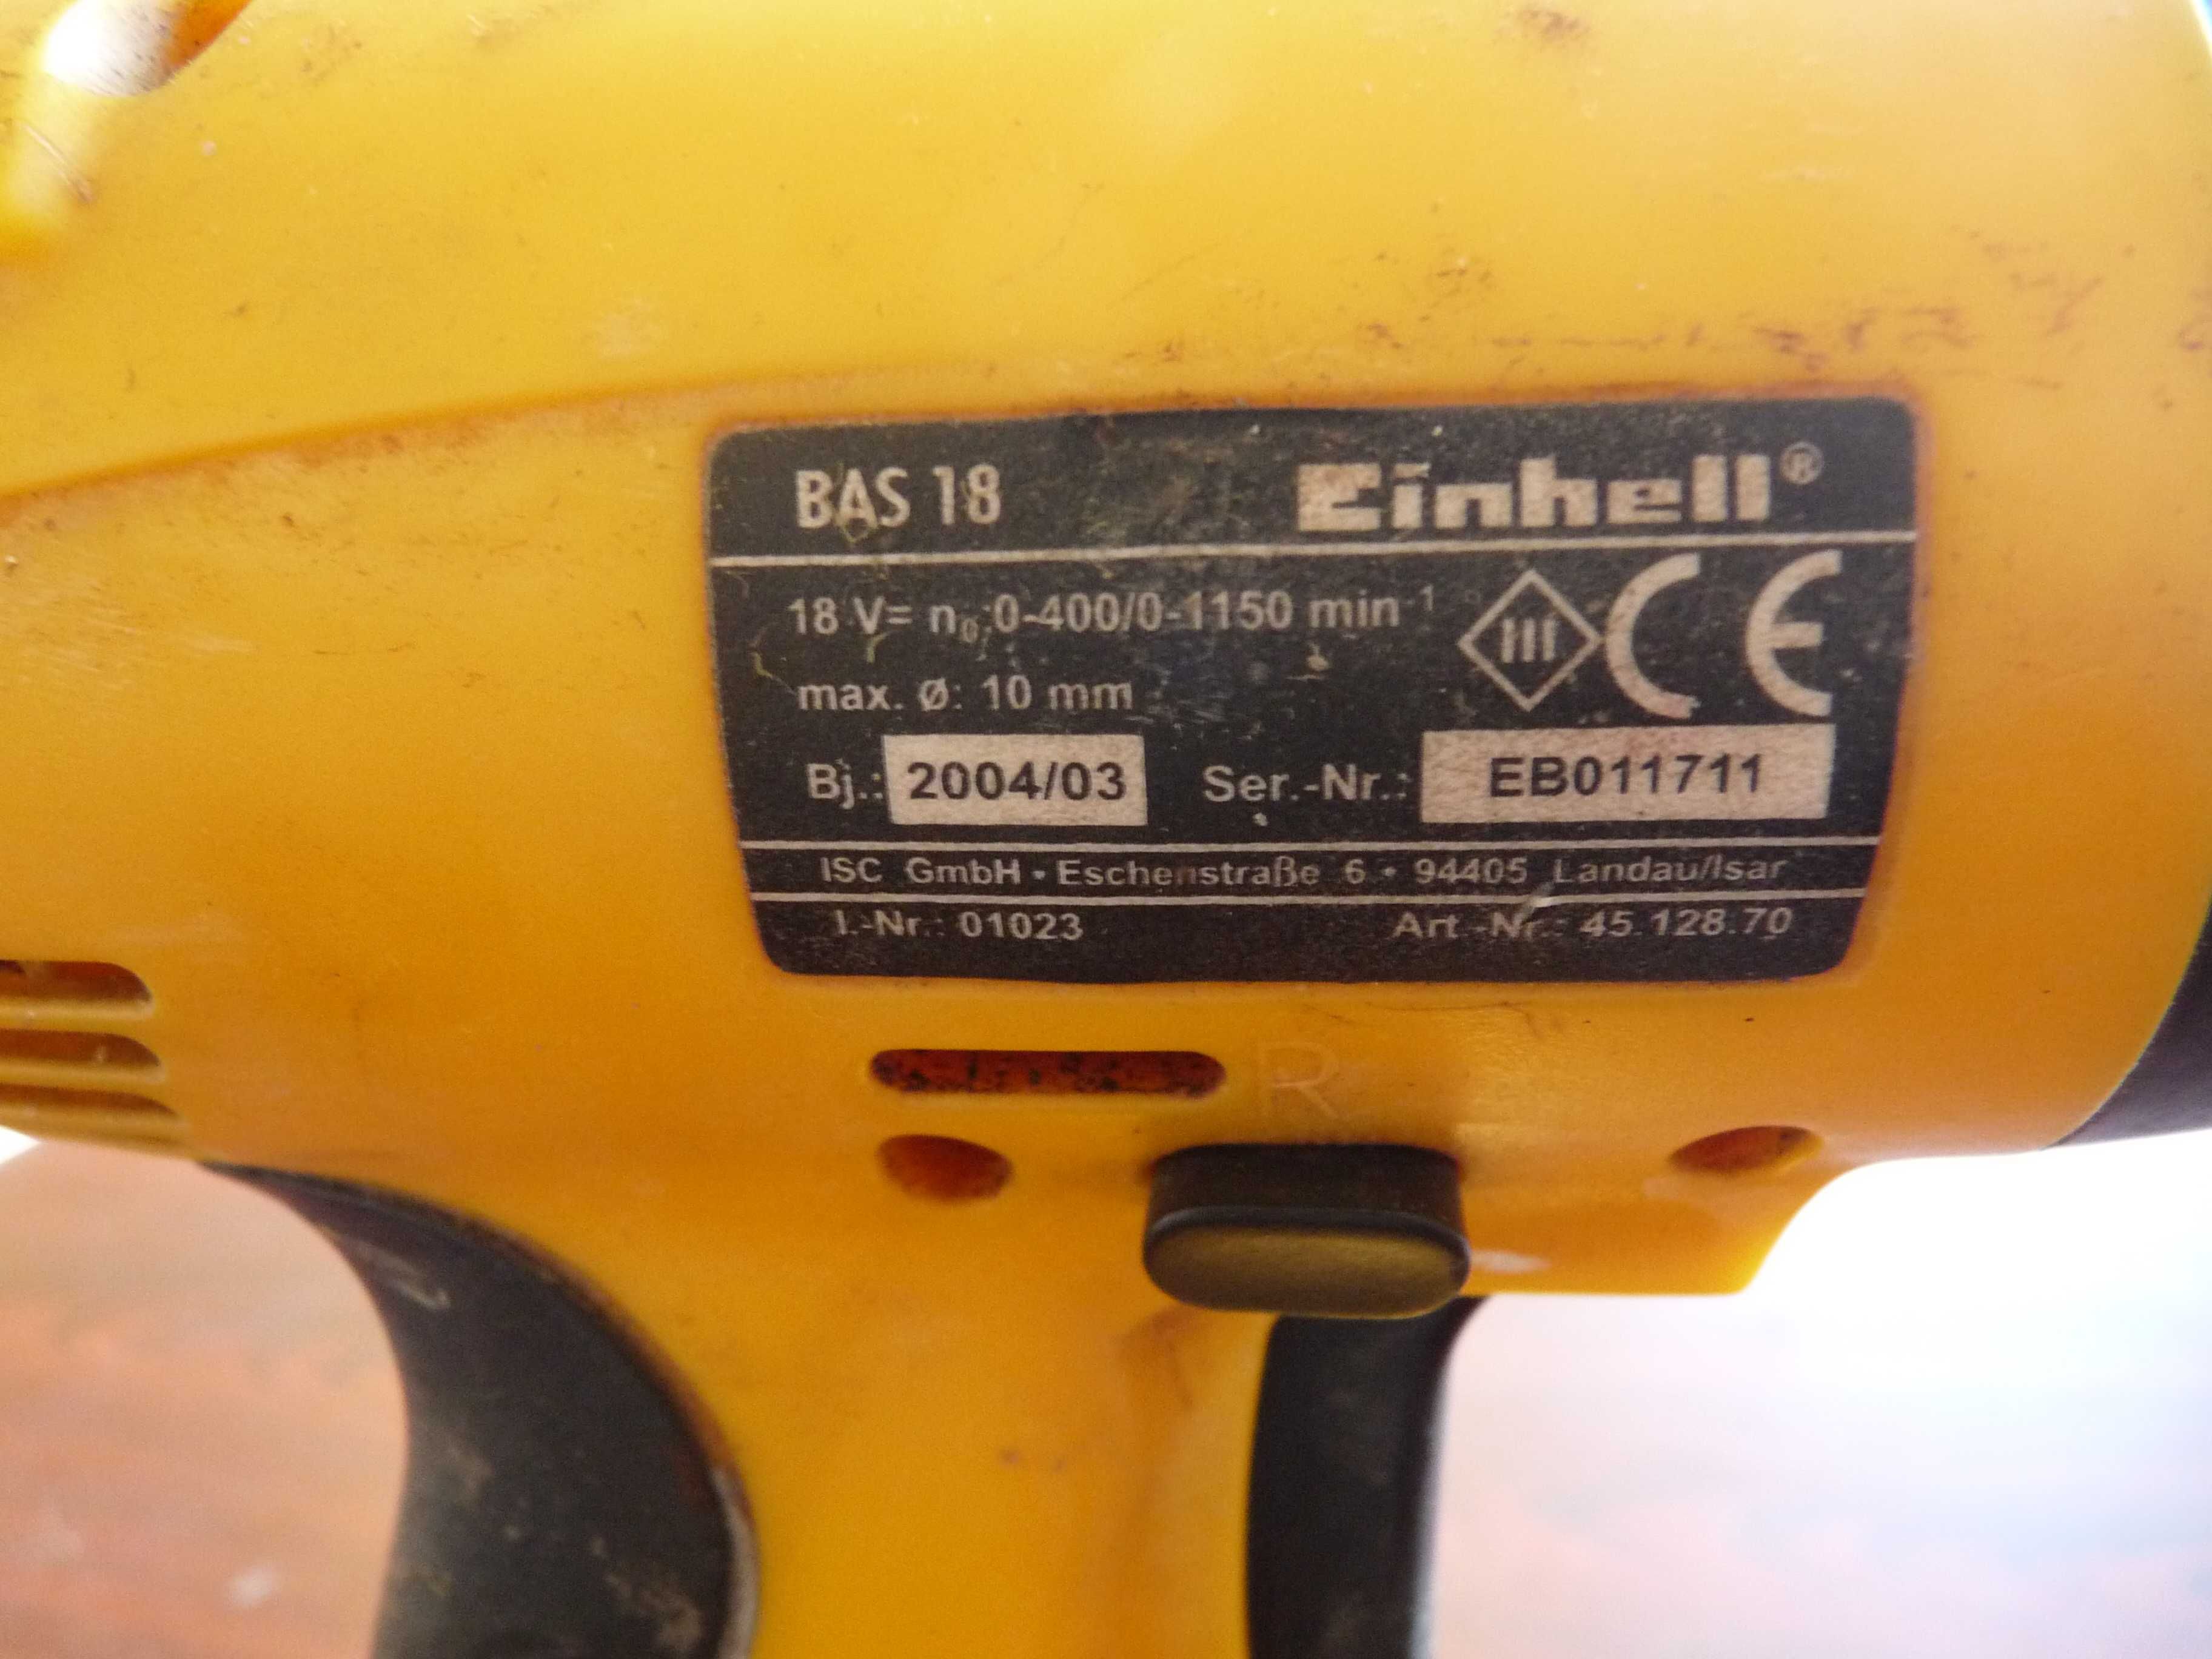 BAS 18 Einhell®
18 V= n₀: 0-400/0-1150 min⁻¹ III CE
max. ø: 10 mm
Bj.: 2004/03 Ser.-Nr.: EB011711
ISC GmbH • Eschenstraße 6 • 94405 Landau/Isar
I.-Nr.: 01023 Art.-Nr.: 45.128.70
R